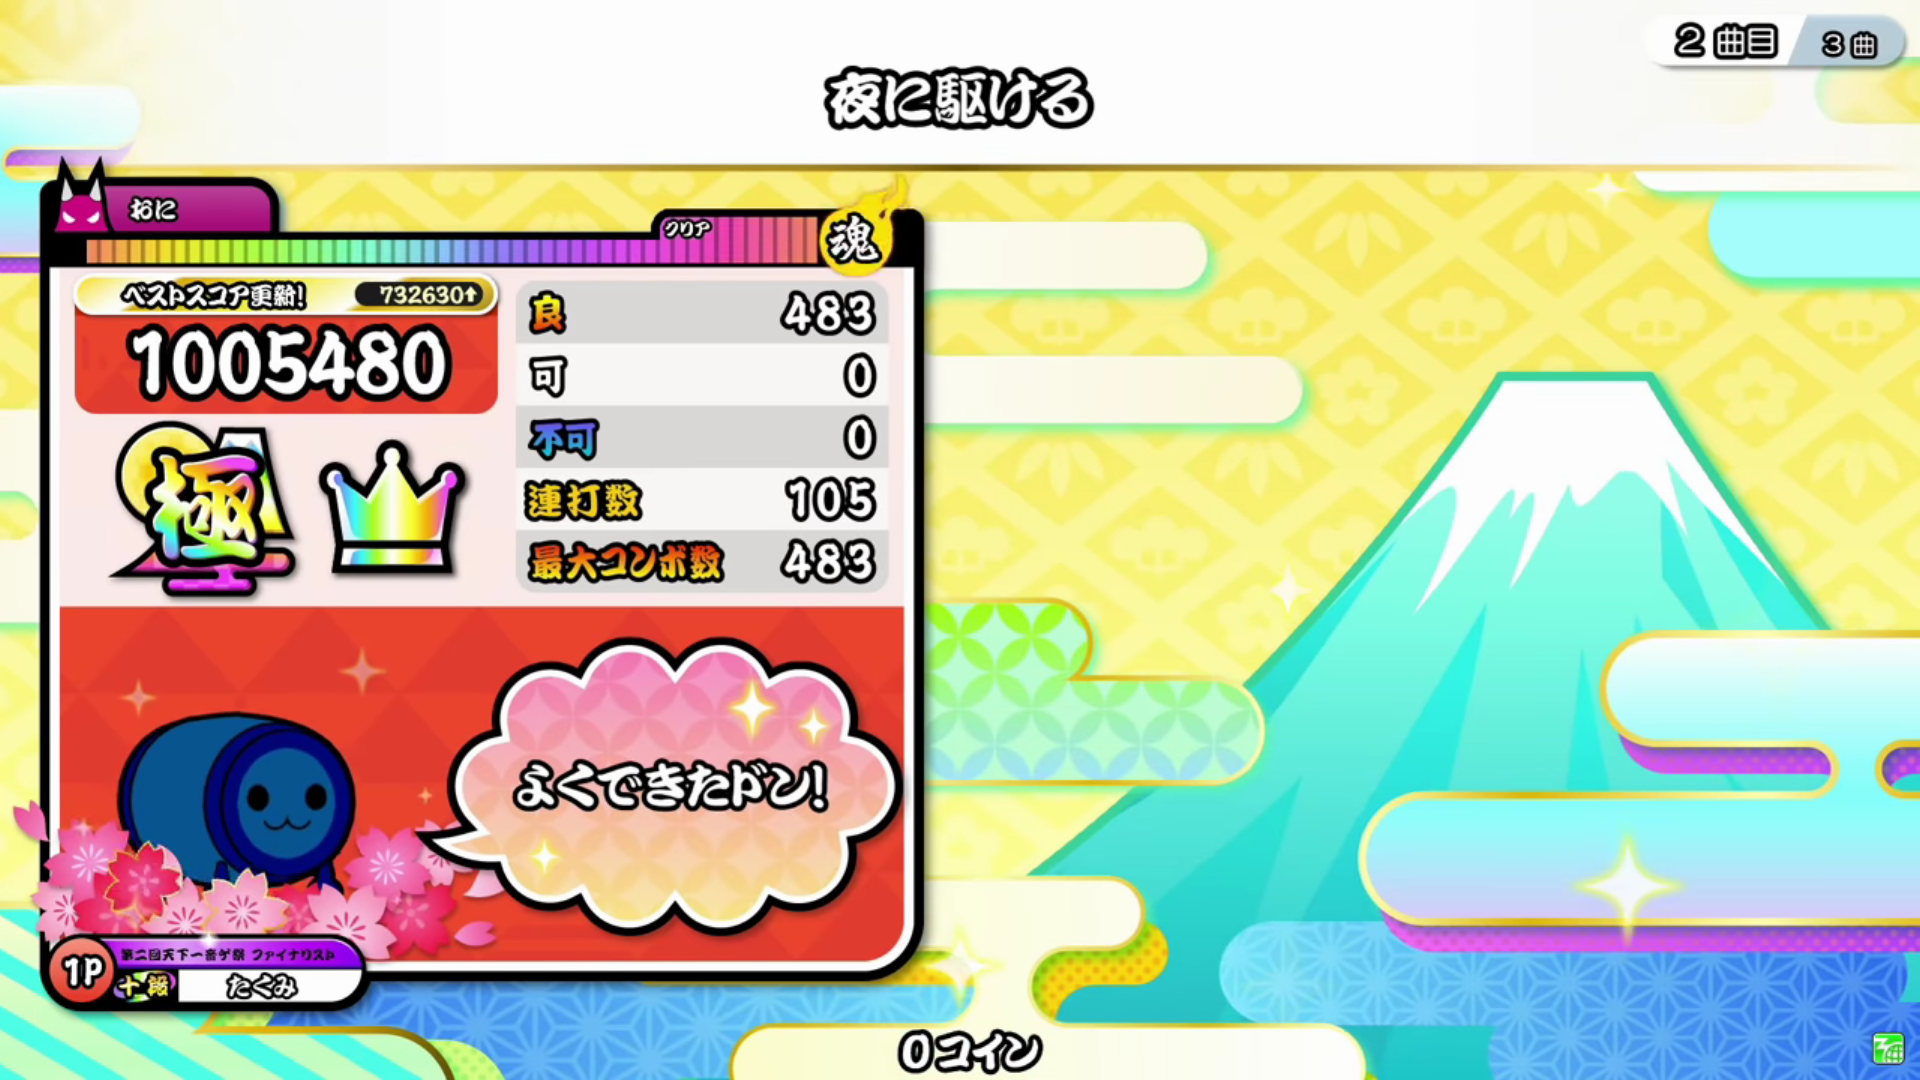 2曲目 3曲
夜に駆ける
おに
クリア
魂
ベストスコア更新! 732630↑
1005480
良 483
可 0
不可 0
連打数 105
最大コンボ数 483
極
よくできたドン!
1P
第二回天下一音ゲ祭 ファイナリスト
十段 たくみ
0コイン